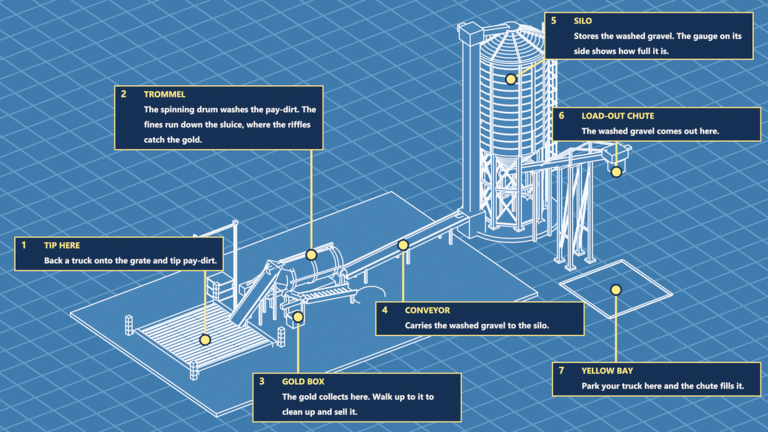 1 TIP HERE
Back a truck onto the grate and tip pay-dirt.
2 TROMMEL
The spinning drum washes the pay-dirt. The
fines run down the sluice, where the riffles
catch the gold.
3 GOLD BOX
The gold collects here. Walk up to it to
clean up and sell it.
4 CONVEYOR
Carries the washed gravel to the silo.
5 SILO
Stores the washed gravel. The gauge on its
side shows how full it is.
6 LOAD-OUT CHUTE
The washed gravel comes out here.
7 YELLOW BAY
Park your truck here and the chute fills it.